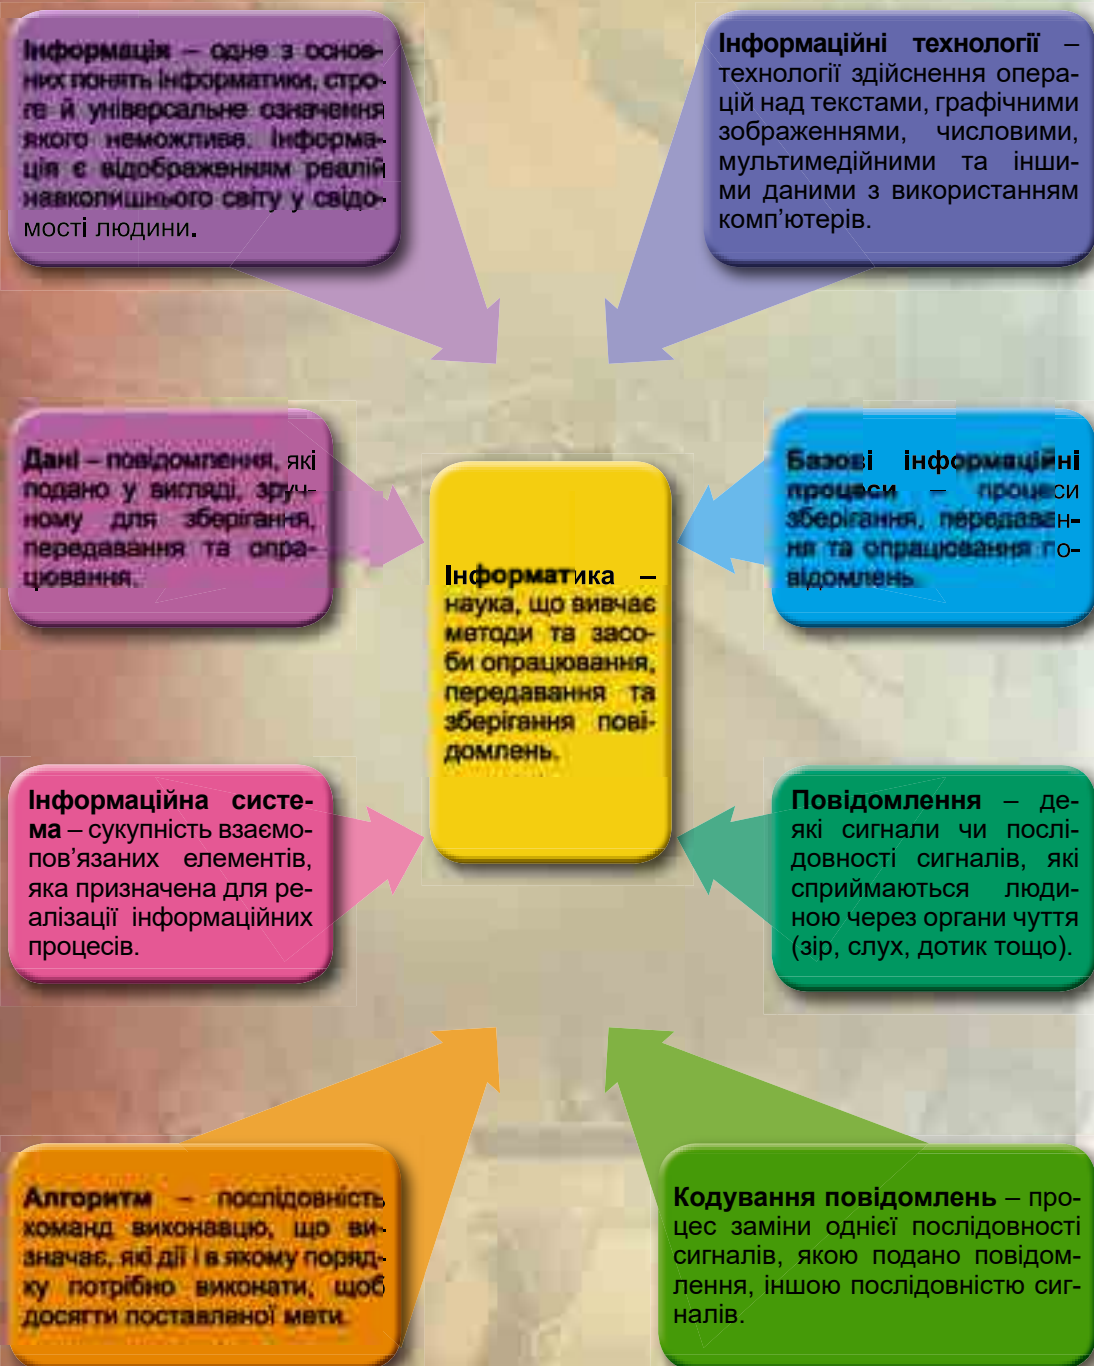 Інформація – одне з основ-
них понять інформатики, стро-
ге й універсальне означення
якого неможливе. Інформа-
ція є відображенням реалій
навколишнього світу у свідо-
мості людини.
Інформаційні технології –
технології здійснення опера-
цій над текстами, графічними
зображеннями, числовими,
мультимедійними та інши-
ми даними з використанням
комп’ютерів.
Дані – повідомлення, які
подано у вигляді, зруч-
ному для зберігання,
передавання та опра-
цювання.
Базові інформаційні
процеси – процеси
зберігання, передаван-
ня та опрацювання по-
відомлень.
Інформатика –
наука, що вивчає
методи та засо-
би опрацювання,
передавання та
зберігання пові-
домлень.
Інформаційна систе-
ма – сукупність взаємо-
пов’язаних елементів,
яка призначена для ре-
алізації інформаційних
процесів.
Повідомлення – де-
які сигнали чи послі-
довності сигналів, які
сприймаються люди-
ною через органи чуття
(зір, слух, дотик тощо).
Алгоритм – послідовність
команд виконавцю, що ви-
значає, які дії і в якому поряд-
ку потрібно виконати, щоб
досягти поставленої мети.
Кодування повідомлень – про-
цес заміни однієї послідовності
сигналів, якою подано повідом-
лення, іншою послідовністю сиг-
налів.